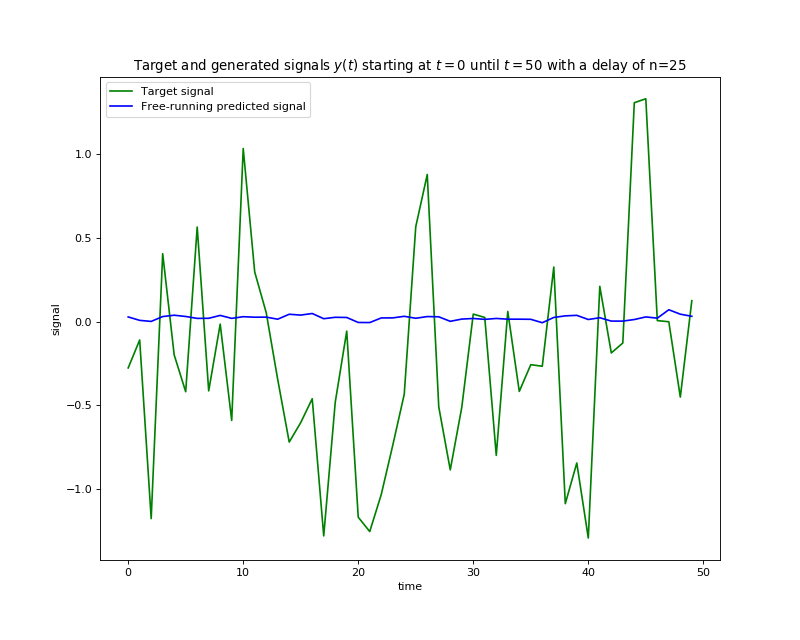 Target and generated signals y(t) starting at t = 0 until t = 50 with a delay of n=25
Target signal
Free-running predicted signal
1.0
0.5
0.0
−0.5
−1.0
signal
0 10 20 30 40 50
time